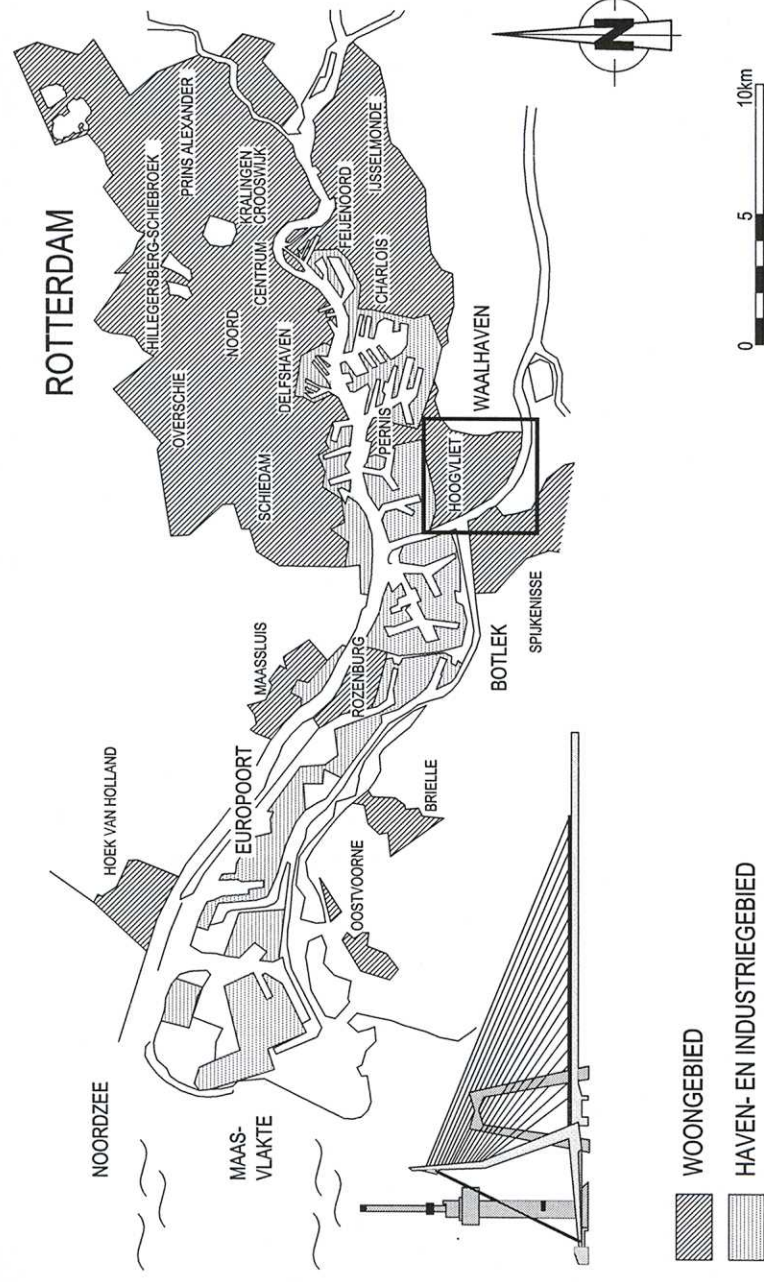 ROTTERDAM
HILLEGERSBERG-SCHIEBROEK
PRINS ALEXANDER
OVERSCHIE
NOORD
KRALINGEN
CROOSWIJK
CENTRUM
SCHIEDAM
DELFSHAVEN
FEIJENOORD
IJSSELMONDE
CHARLOIS
PERNIS
HOOGVLIET
WAALHAVEN
N
MAASSLUIS
ROZENBURG
BOTLEK
SPIJKENISSE
HOEK VAN HOLLAND
EUROPOORT
BRIELLE
OOSTVOORNE
NOORDZEE
MAAS-
VLAKTE
0 5 10km
WOONGEBIED
HAVEN- EN INDUSTRIEGEBIED